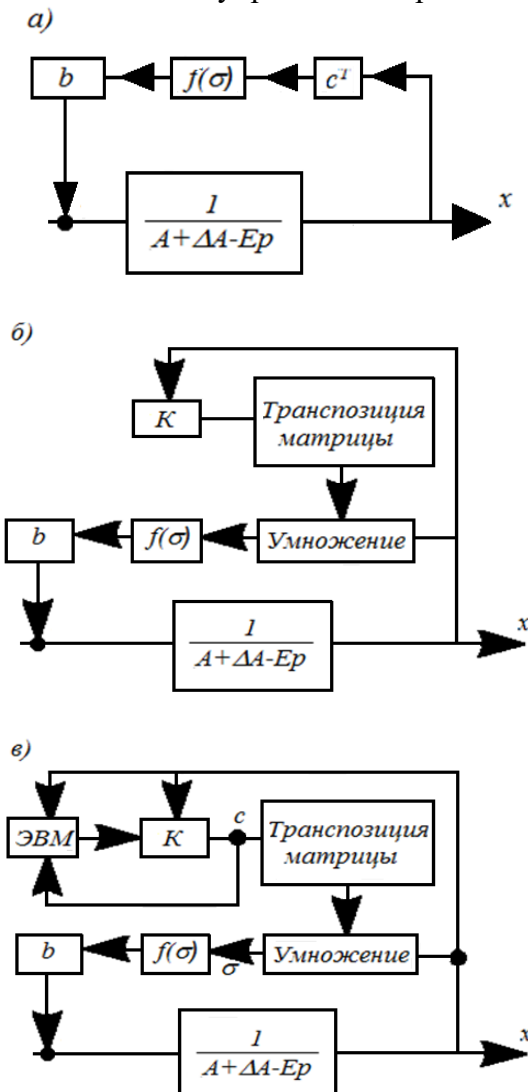 а)
b
f(σ)
cᵀ
x
1
A+ΔA-Ep
б)
К
Транспозиция
матрицы
b
f(σ)
Умножение
x
1
A+ΔA-Ep
в)
ЭВМ
К
c
Транспозиция
матрицы
b
f(σ)
σ
Умножение
x
1
A+ΔA-Ep